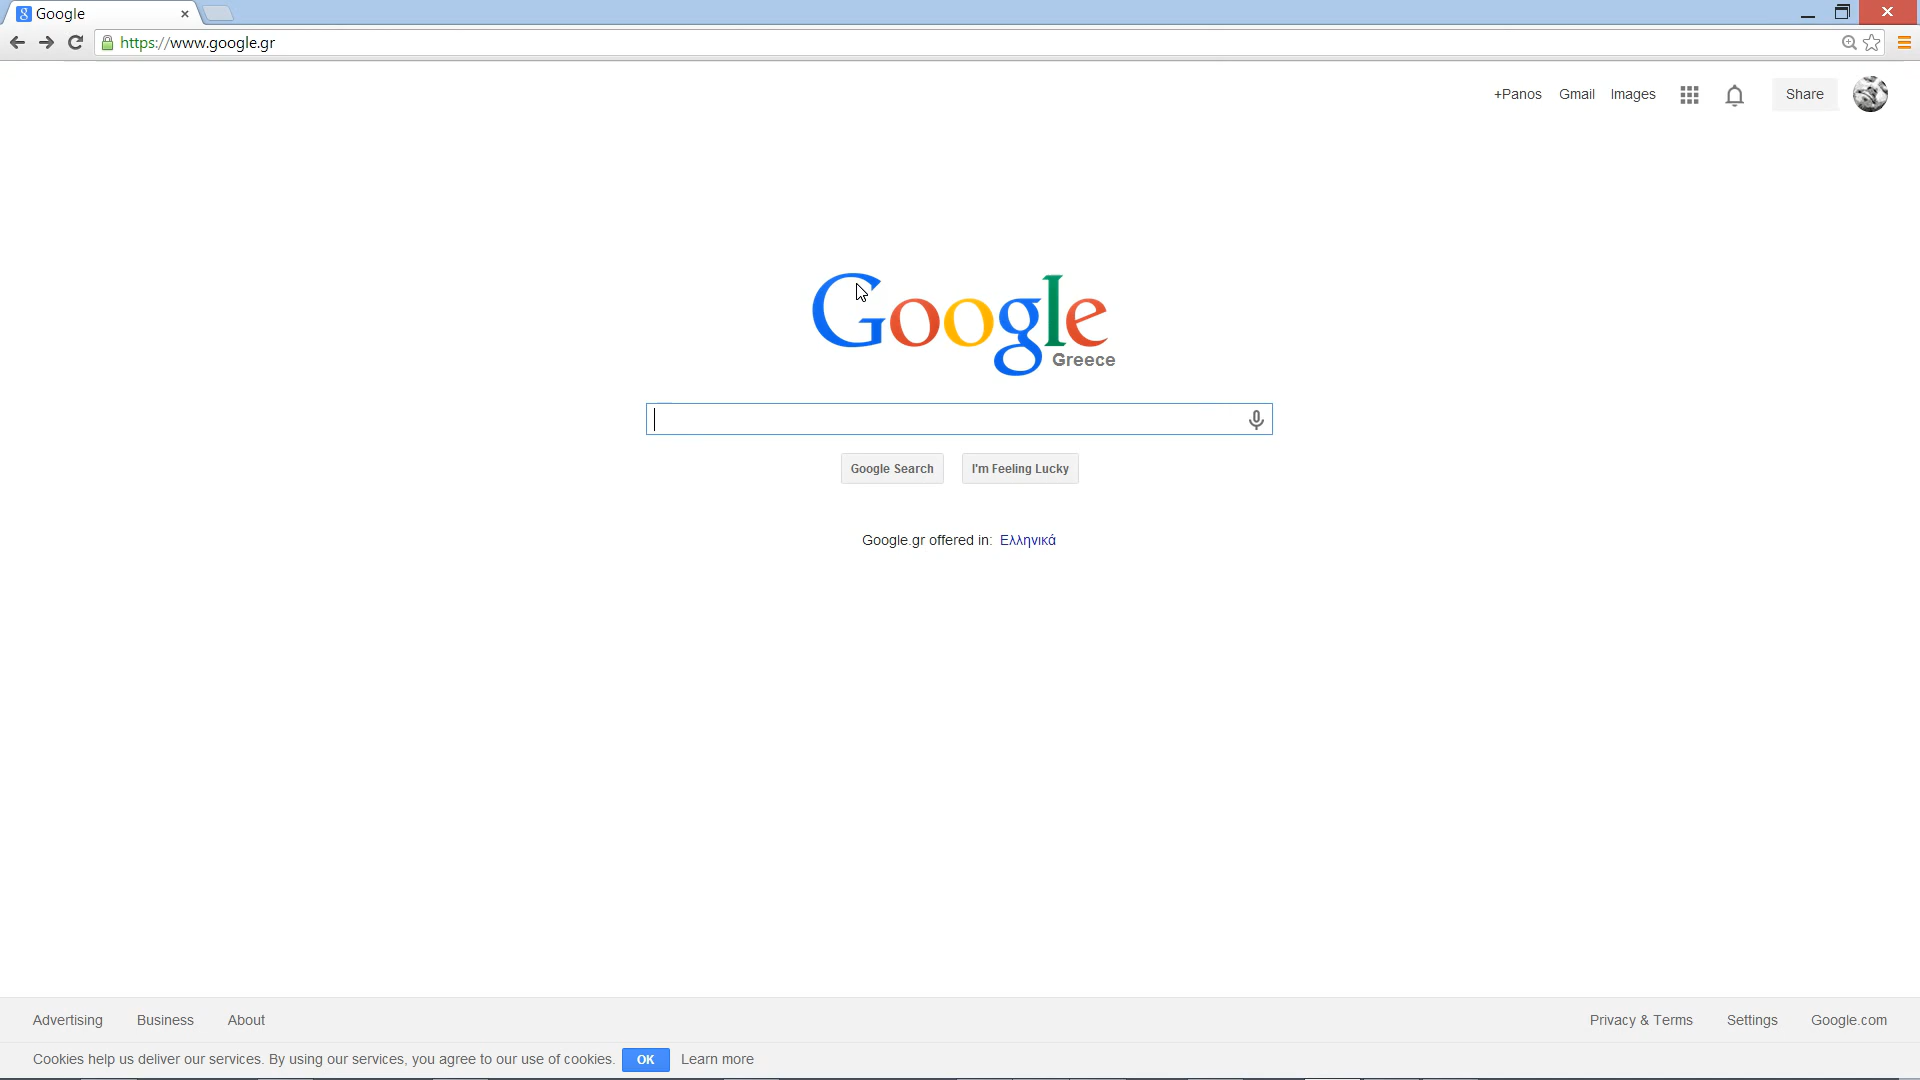 Google
https://www.google.gr
+Panos Gmail Images Share
Google
Greece
Google Search I'm Feeling Lucky
Google.gr offered in: Ελληνικά
Advertising Business About Privacy & Terms Settings Google.com
Cookies help us deliver our services. By using our services, you agree to our use of cookies. OK Learn more